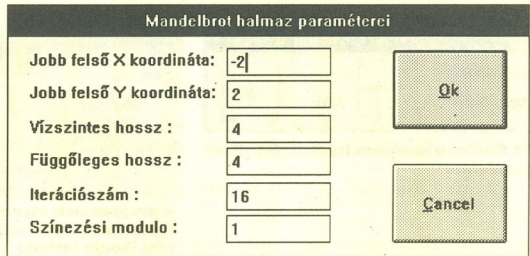 Mandelbrot halmaz paraméterei
Jobb felső X koordináta: -2
Jobb felső Y koordináta: 2
Vízszintes hossz : 4
Függőleges hossz : 4
Iterációszám : 16
Színezési modulo : 1
Ok
Cancel